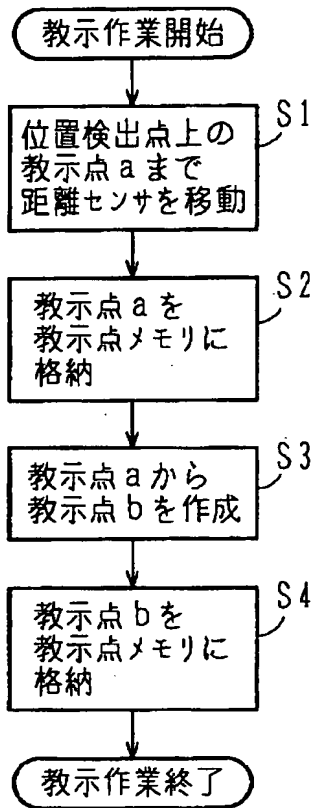 教示作業開始
S1
位置検出点上の
教示点aまで
距離センサを移動
S2
教示点aを
教示点メモリに
格納
S3
教示点aから
教示点bを作成
S4
教示点bを
教示点メモリに
格納
教示作業終了